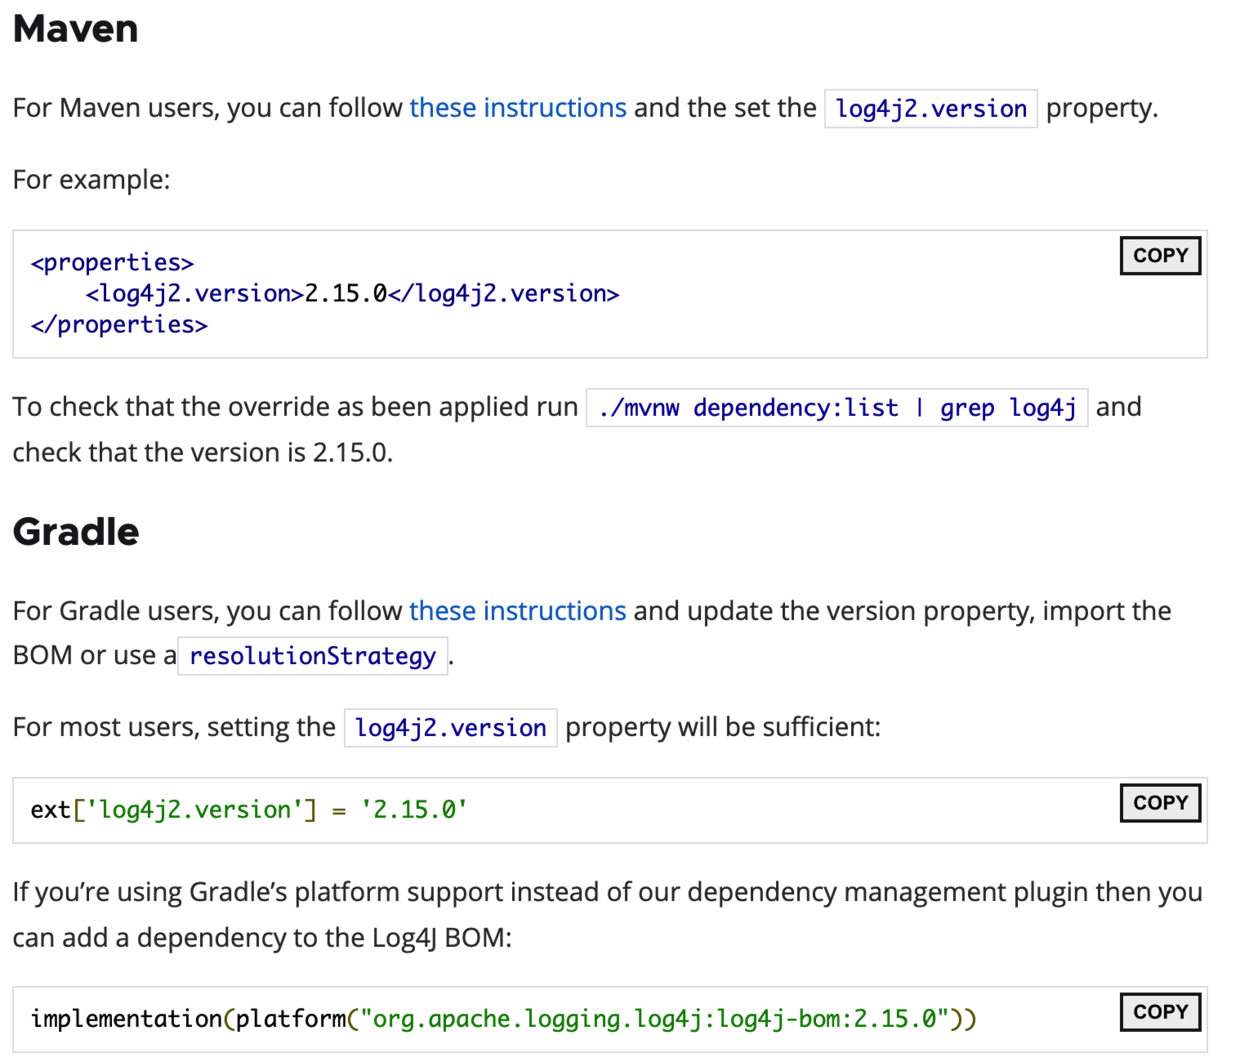 Maven
For Maven users, you can follow these instructions and the set the log4j2.version property.
For example:
COPY
<properties>
    <log4j2.version>2.15.0</log4j2.version>
</properties>
To check that the override as been applied run ./mvnw dependency:list | grep log4j and
check that the version is 2.15.0.
Gradle
For Gradle users, you can follow these instructions and update the version property, import the
BOM or use a resolutionStrategy.
For most users, setting the log4j2.version property will be sufficient:
COPY
ext['log4j2.version'] = '2.15.0'
If you’re using Gradle’s platform support instead of our dependency management plugin then you
can add a dependency to the Log4J BOM:
COPY
implementation(platform("org.apache.logging.log4j:log4j-bom:2.15.0"))